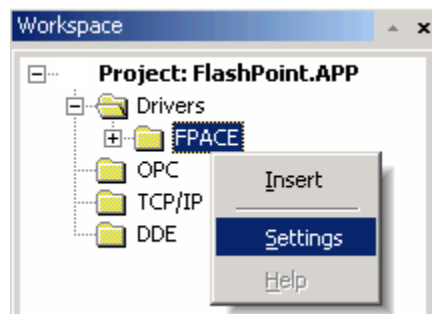 Workspace
Project: FlashPoint.APP
Drivers
FPACE
OPC
Insert
TCP/IP
Settings
DDE
Help